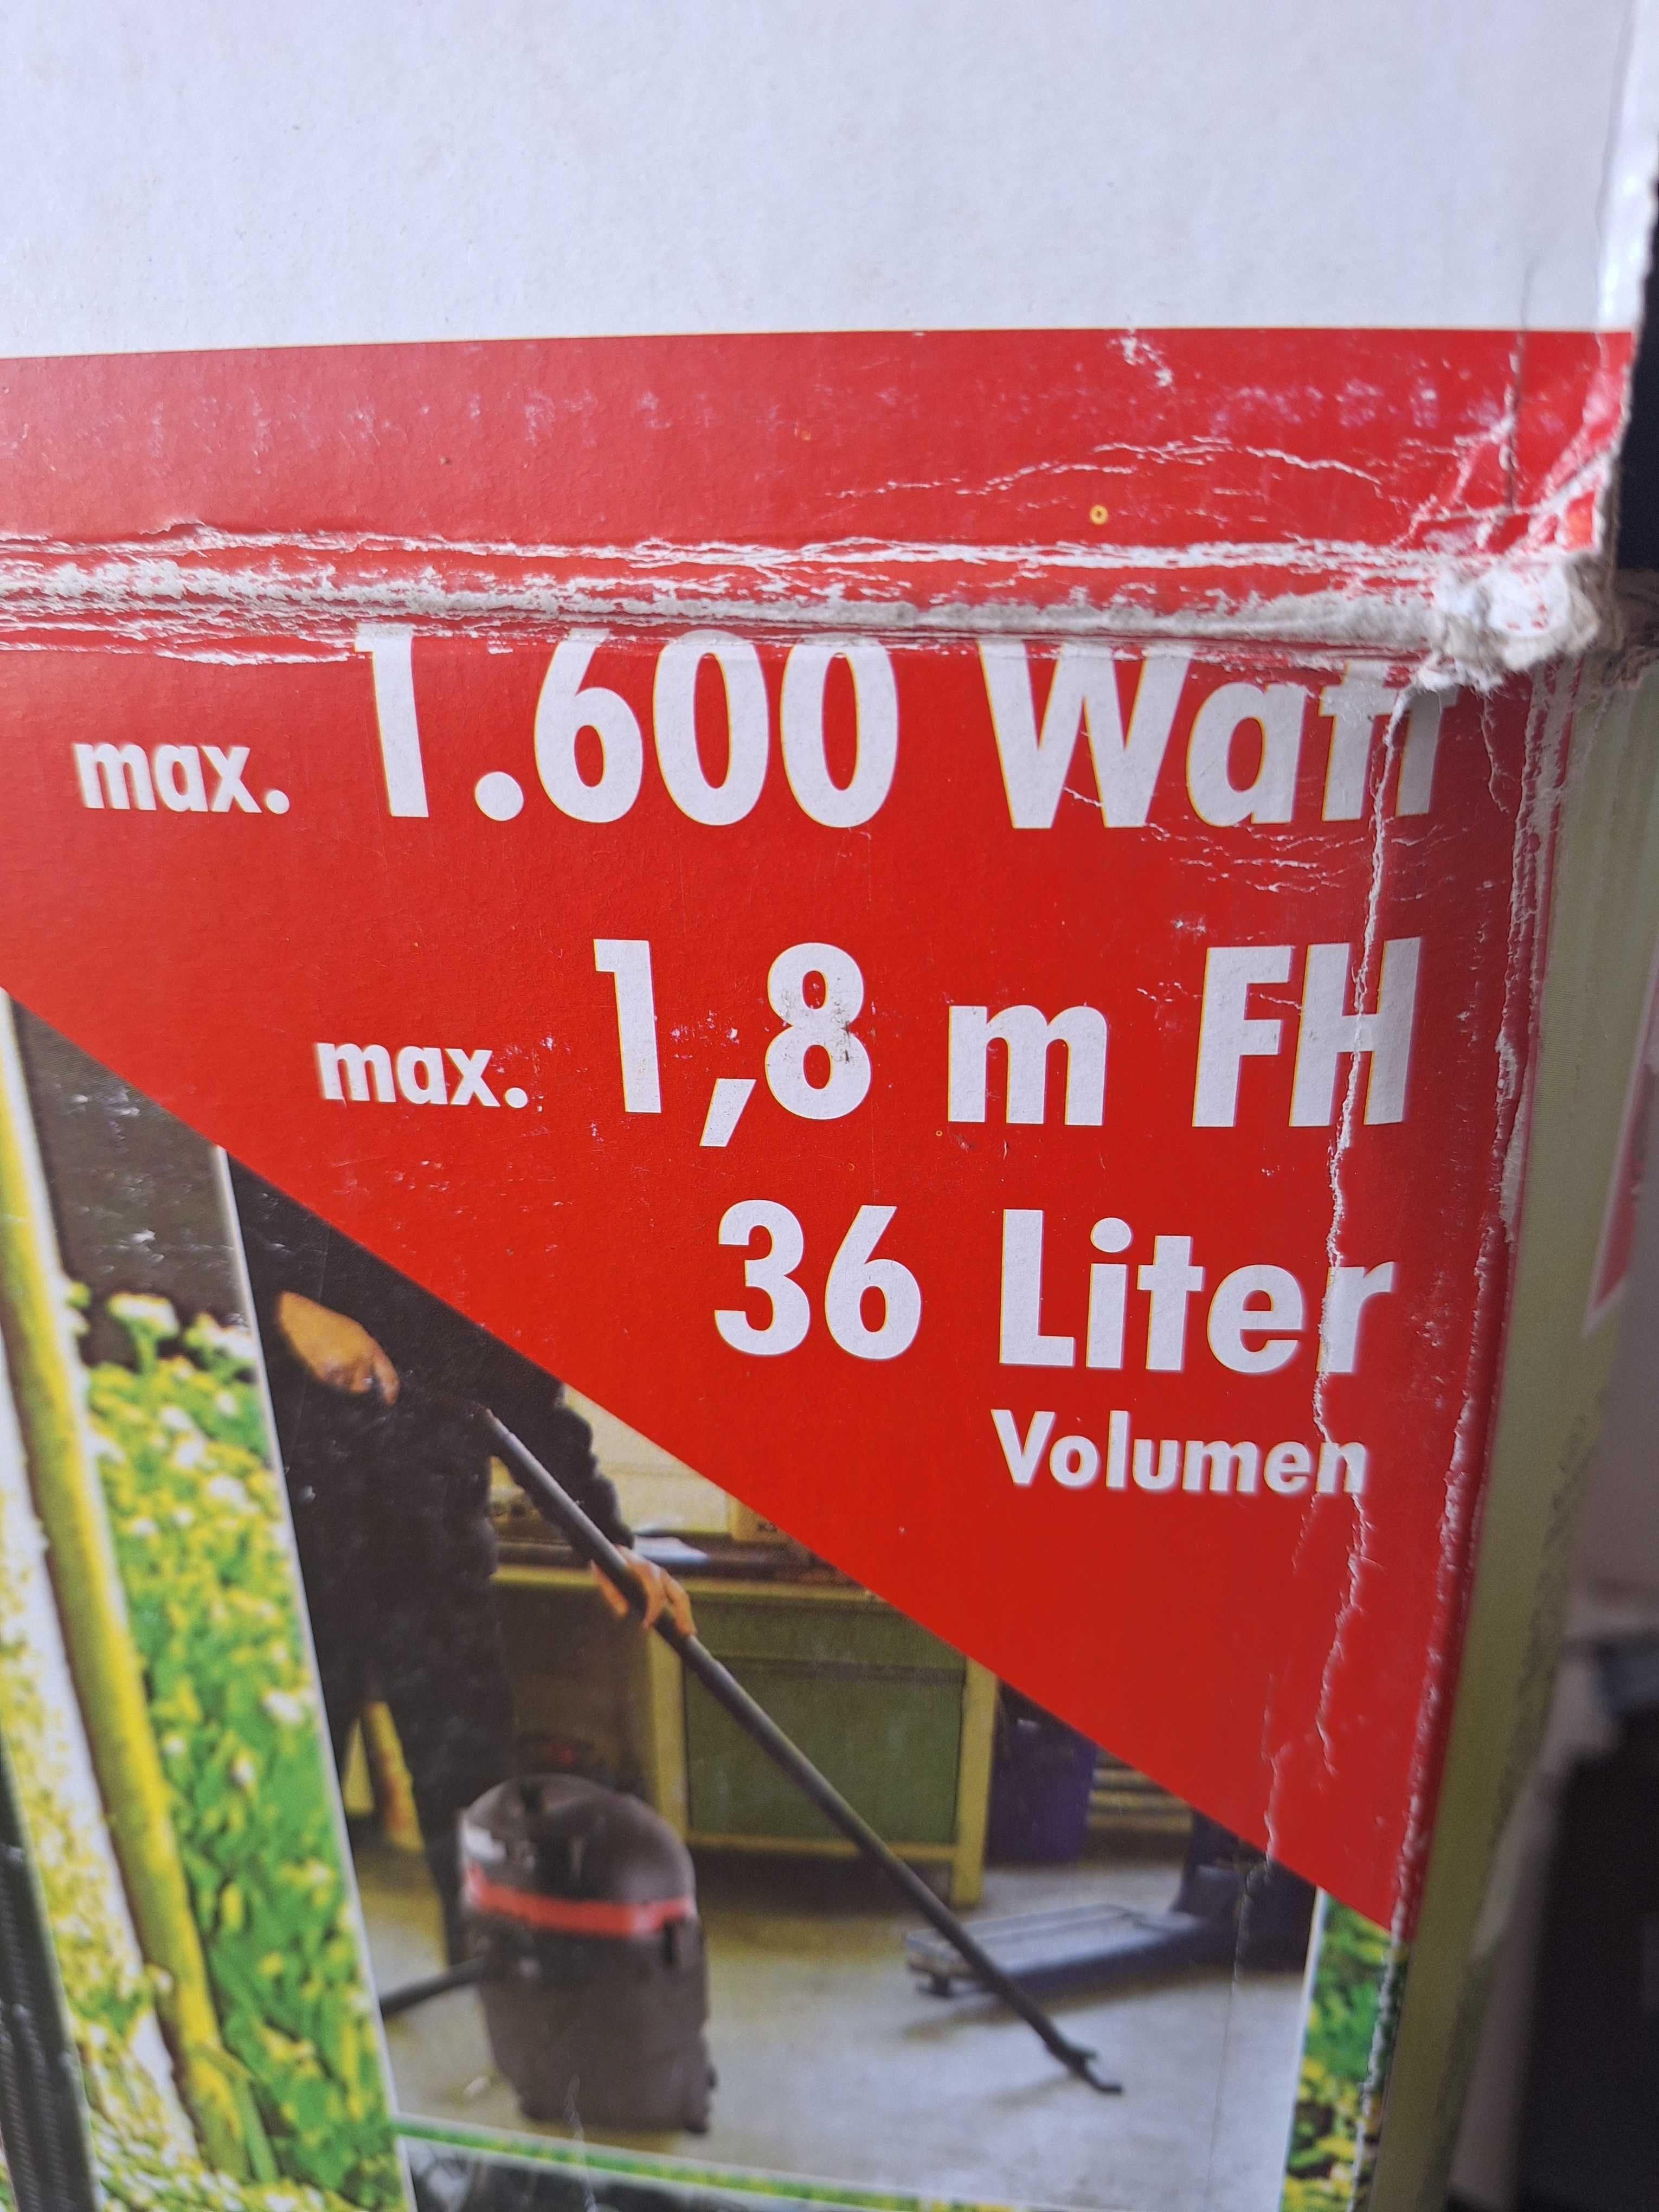 max. 1.600 Watt
max. 1,8 m FH
36 Liter
Volumen